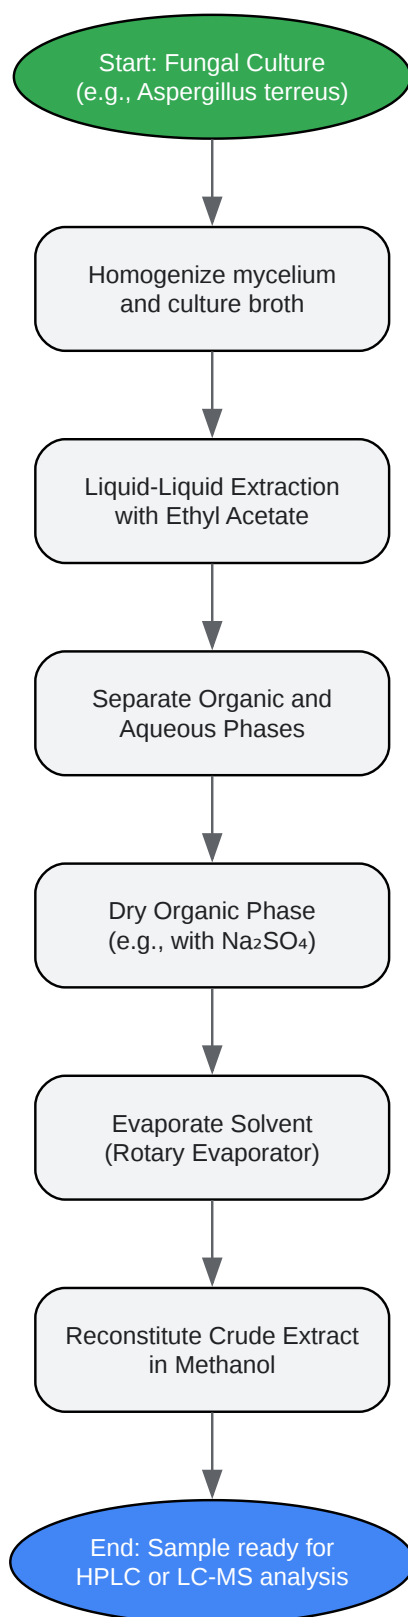 Start: Fungal Culture
(e.g., Aspergillus terreus)
Homogenize mycelium
and culture broth
Liquid-Liquid Extraction
with Ethyl Acetate
Separate Organic and
Aqueous Phases
Dry Organic Phase
(e.g., with Na₂SO₄)
Evaporate Solvent
(Rotary Evaporator)
Reconstitute Crude Extract
in Methanol
End: Sample ready for
HPLC or LC-MS analysis